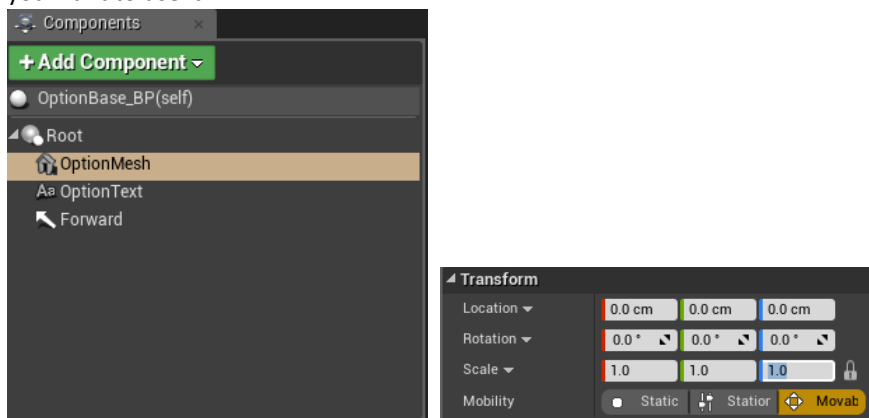 Components
+ Add Component
OptionBase_BP(self)
Root
OptionMesh
Aa OptionText
Forward
Transform
Location
0.0 cm 0.0 cm 0.0 cm
Rotation
0.0 ° 0.0 ° 0.0 °
Scale
1.0 1.0 1.0
Mobility
Static Station Movab